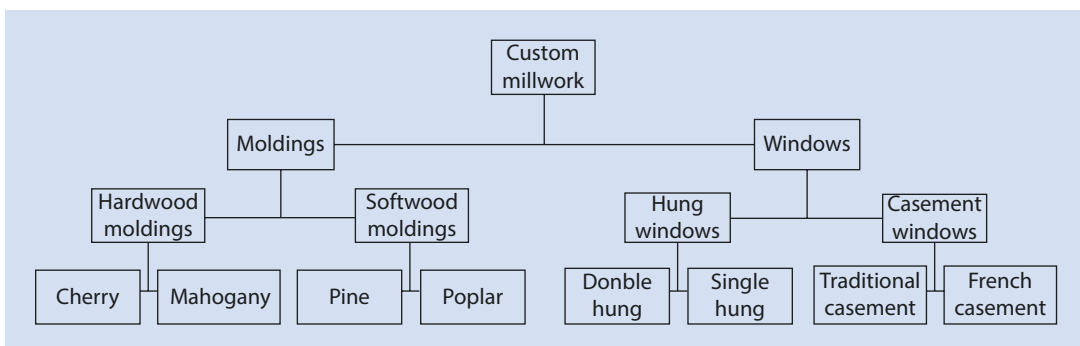 Custom
millwork
Moldings
Windows
Hardwood
moldings
Softwood
moldings
Hung
windows
Casement
windows
Cherry
Mahogany
Pine
Poplar
Donble
hung
Single
hung
Traditional
casement
French
casement